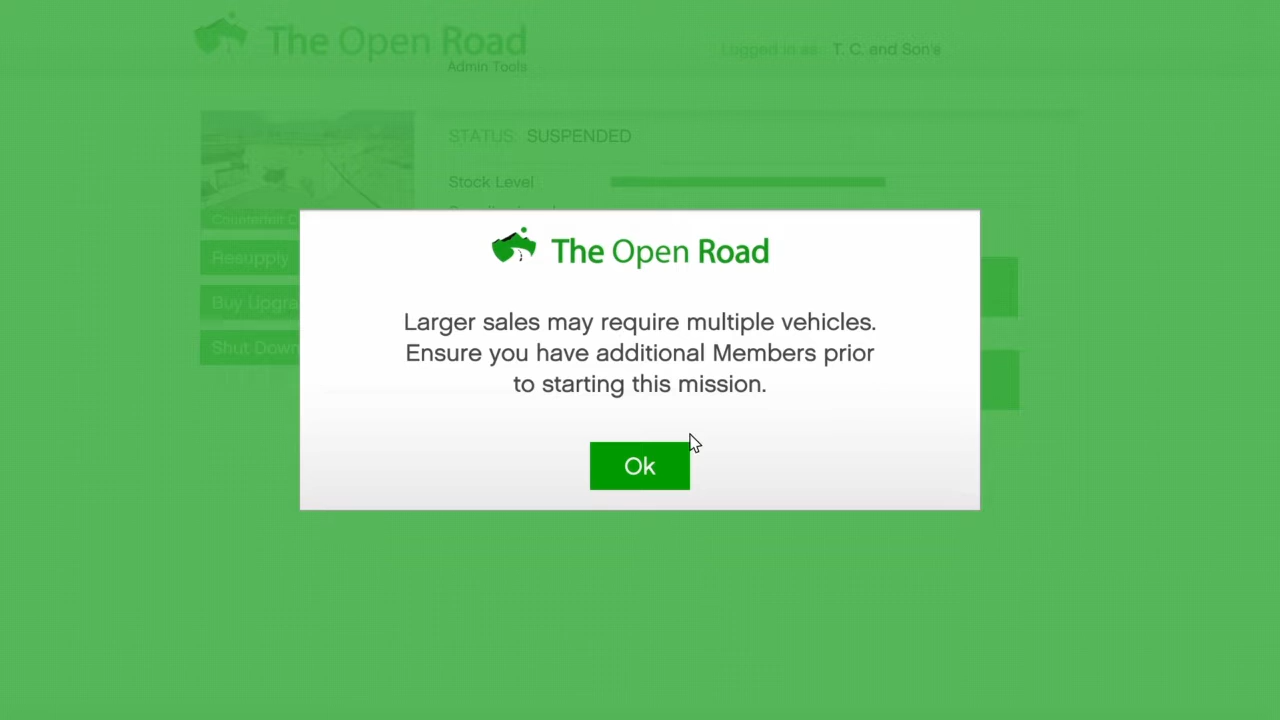 The Open Road
Admin Tools
Logged in as T. C. and Son's
STATUS: SUSPENDED
Stock Level
Counterfeit C
Resupply
Buy Upgra
Shut Down
The Open Road
Larger sales may require multiple vehicles.
Ensure you have additional Members prior
to starting this mission.
Ok